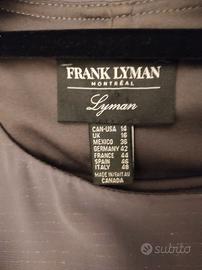 FRANK LYMAN
MONTRÉAL
Lyman
CAN-USA 14
UK 16
MEXICO 36
GERMANY 42
FRANCE 44
SPAIN 46
ITALY 48
MADE IN/FAIT AU
CANADA
subito